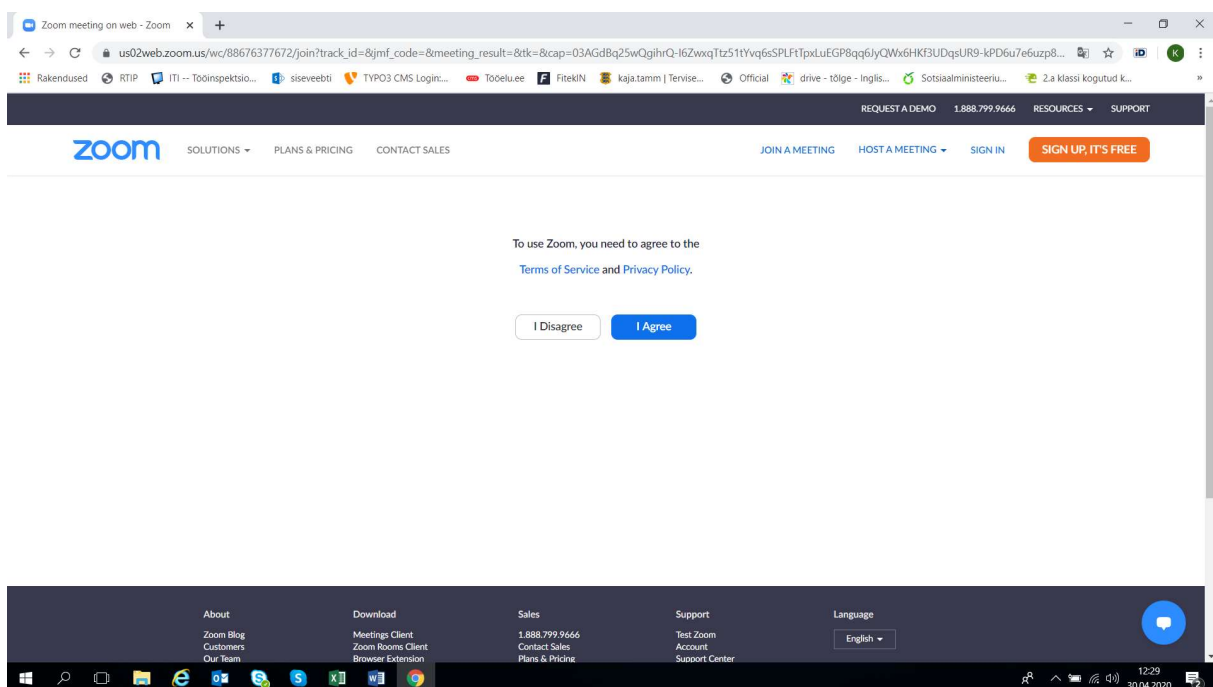 Zoom meeting on web - Zoom
us02web.zoom.us/wc/88676377672/join?track_id=&jmf_code=&meeting_result=&tk=&cap=03AGdBq25wQgihrQ-I6ZwxqTtz51tYvq6sSPLFtTpxLuEGP8qq6JyQWx6HKf3UDqsUR9-kPD6u7e6uzp8...
iD
K
Rakendused RTIP ITI -- Tööinspektsio... siseveebti TYPO3 CMS Login:... Tööelu.ee FitekIN kaja.tamm | Tervise... Official drive - tõlge - Inglis... Sotsiaalministeeriu... 2.a klassi kogutud k... »
REQUEST A DEMO 1.888.799.9666 RESOURCES SUPPORT
zoom SOLUTIONS PLANS & PRICING CONTACT SALES JOIN A MEETING HOST A MEETING SIGN IN SIGN UP, IT'S FREE
To use Zoom, you need to agree to the
Terms of Service and Privacy Policy.
I Disagree I Agree
About Download Sales Support Language
Zoom Blog Meetings Client 1.888.799.9666 Test Zoom English
Customers Zoom Rooms Client Contact Sales Account
Our Team Browser Extension Plans & Pricing Support Center
12:29
30.04.2020